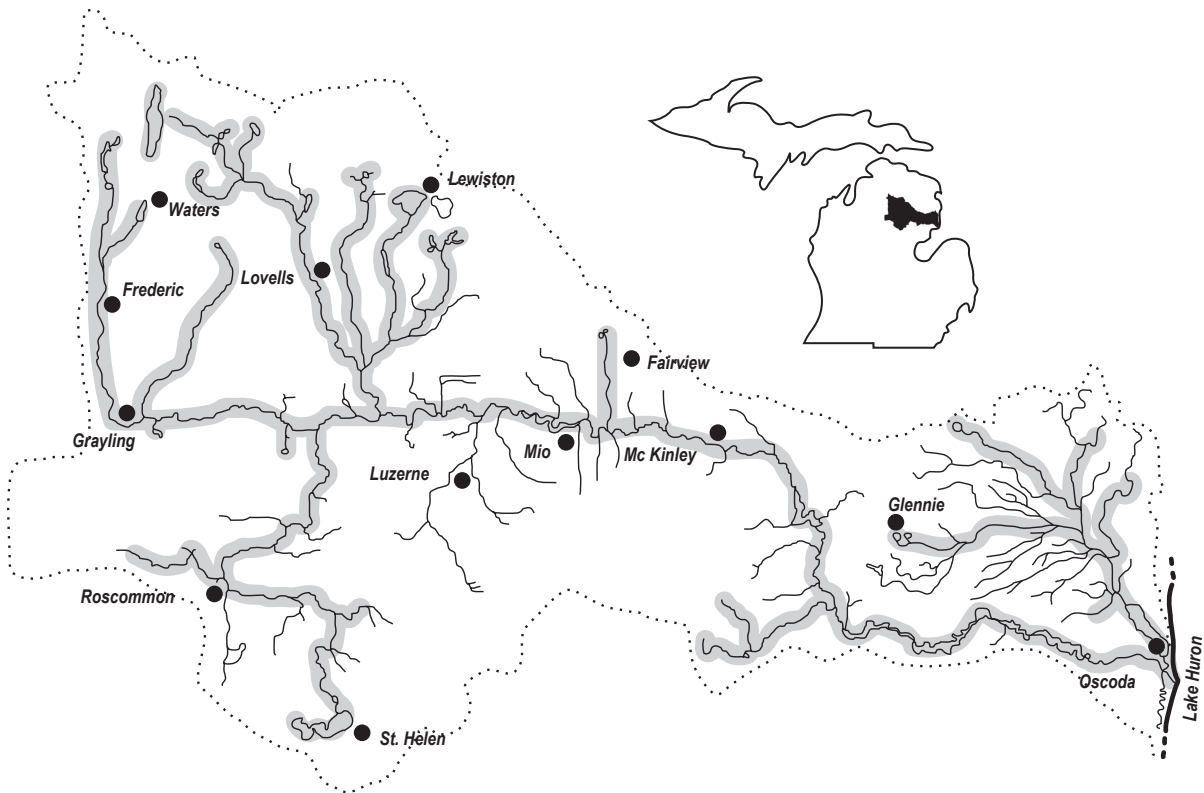 Lewiston
Waters
Lovells
Frederic
Fairview
Grayling
Mio
Mc Kinley
Luzerne
Glennie
Roscommon
Oscoda
Lake Huron
St. Helen